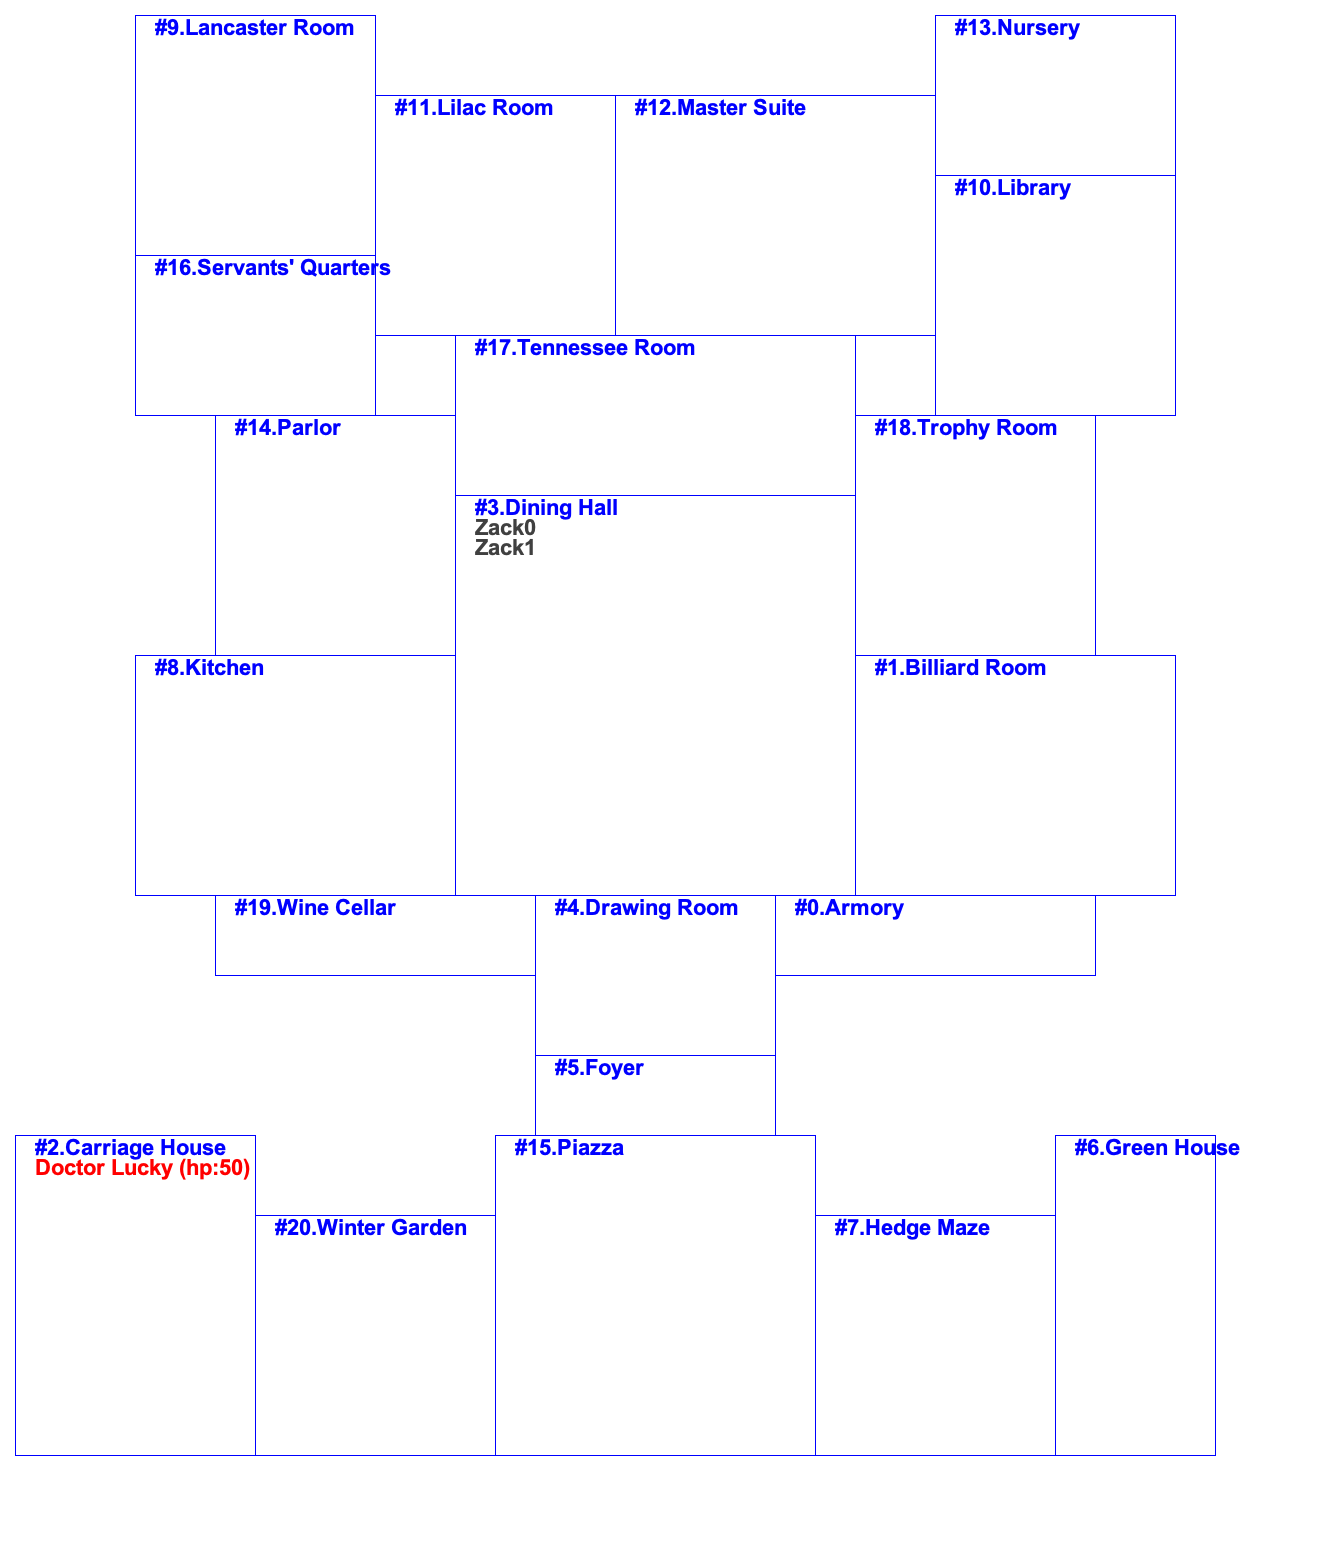 #9.Lancaster Room
#13.Nursery
#11.Lilac Room
#12.Master Suite
#10.Library
#16.Servants' Quarters
#17.Tennessee Room
#14.Parlor
#18.Trophy Room
#3.Dining Hall
Zack0
Zack1
#8.Kitchen
#1.Billiard Room
#19.Wine Cellar
#4.Drawing Room
#0.Armory
#5.Foyer
#2.Carriage House
Doctor Lucky (hp:50)
#15.Piazza
#6.Green House
#20.Winter Garden
#7.Hedge Maze